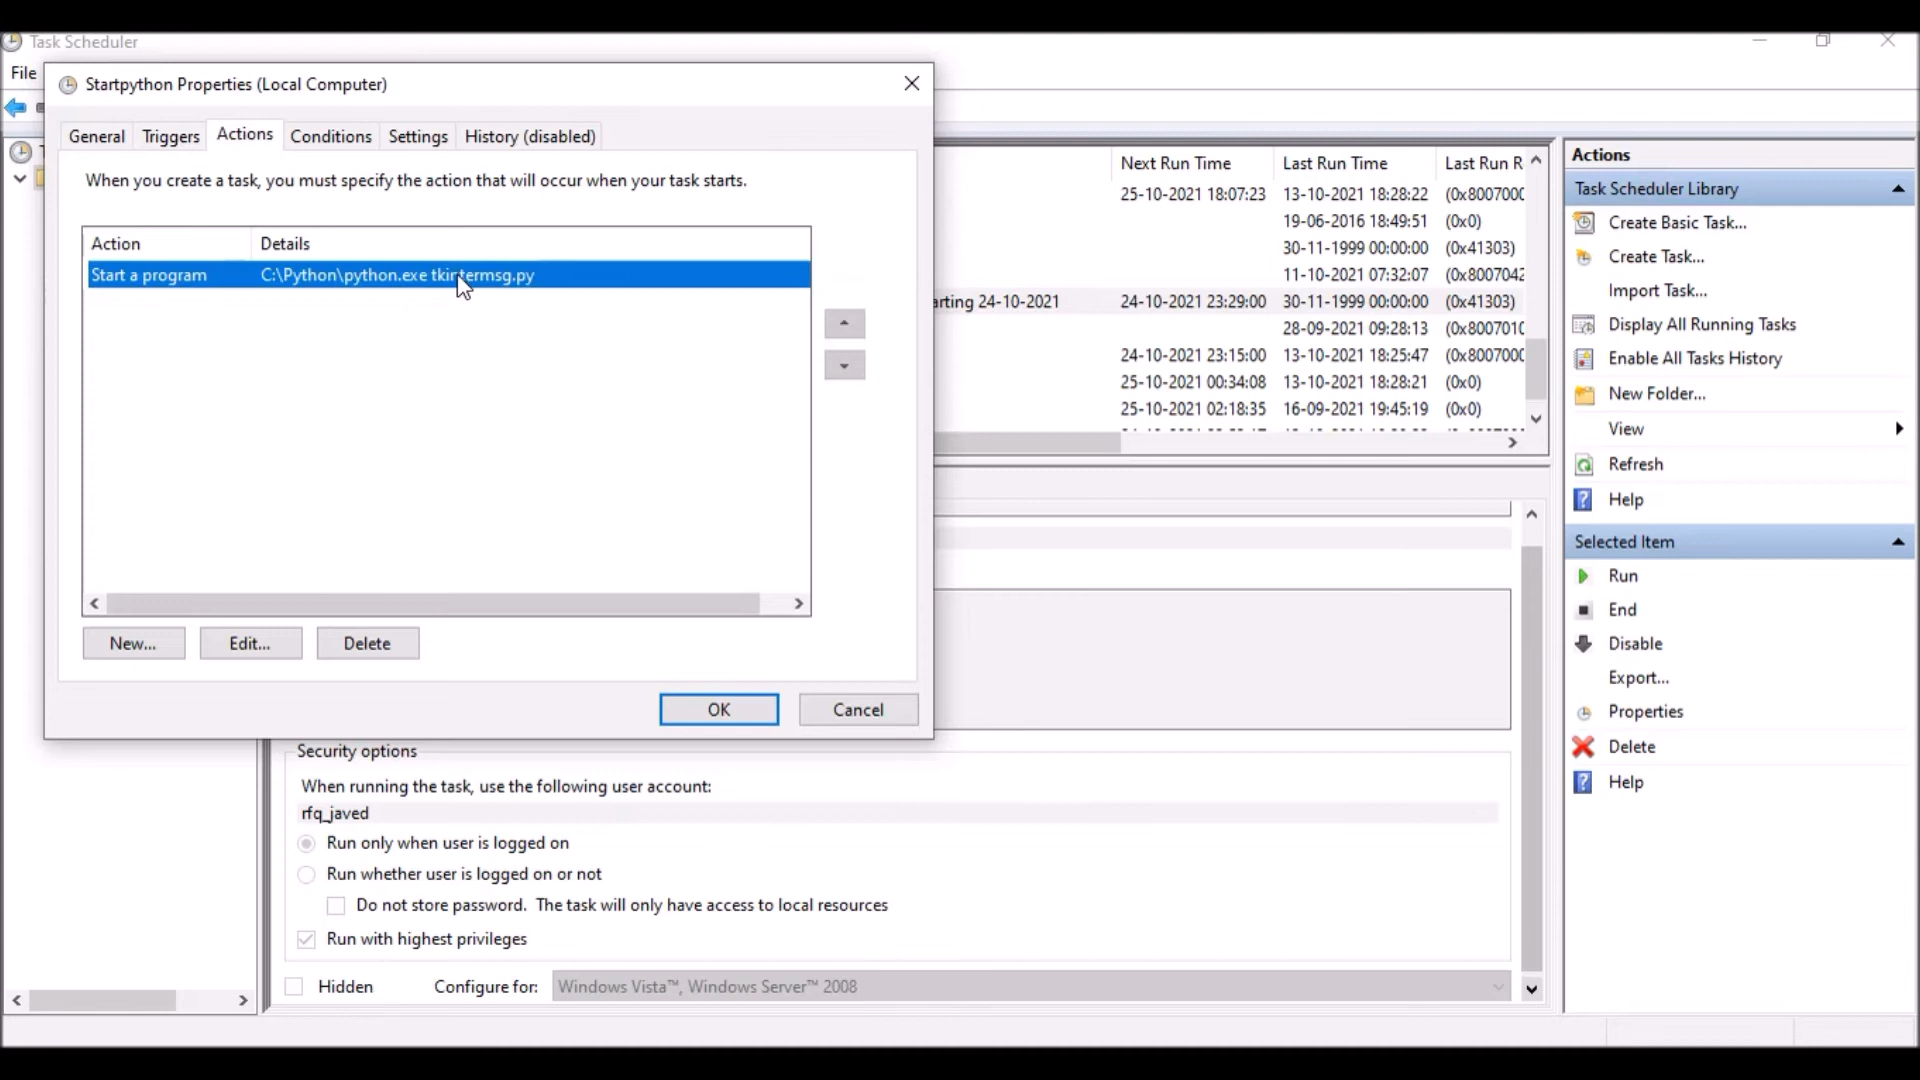 Task Scheduler
File
Startpython Properties (Local Computer)
General
Triggers
Actions
Conditions
Settings
History (disabled)
When you create a task, you must specify the action that will occur when your task starts.
Action
Details
Start a program
C:\Python\python.exe tkintermsg.py
New...
Edit...
Delete
OK
Cancel
Next Run Time
Last Run Time
Last Run R
25-10-2021 18:07:23
13-10-2021 18:28:22
(0x8007000
19-06-2016 18:49:51
(0x0)
30-11-1999 00:00:00
(0x41303)
11-10-2021 07:32:07
(0x8007042
arting 24-10-2021
24-10-2021 23:29:00
30-11-1999 00:00:00
(0x41303)
28-09-2021 09:28:13
(0x8007010
24-10-2021 23:15:00
13-10-2021 18:25:47
(0x8007000
25-10-2021 00:34:08
13-10-2021 18:28:21
(0x0)
25-10-2021 02:18:35
16-09-2021 19:45:19
(0x0)
Security options
When running the task, use the following user account:
rfq_javed
Run only when user is logged on
Run whether user is logged on or not
Do not store password. The task will only have access to local resources
Run with highest privileges
Hidden
Configure for:
Windows Vista™, Windows Server™ 2008
Actions
Task Scheduler Library
Create Basic Task...
Create Task...
Import Task...
Display All Running Tasks
Enable All Tasks History
New Folder...
View
Refresh
Help
Selected Item
Run
End
Disable
Export...
Properties
Delete
Help